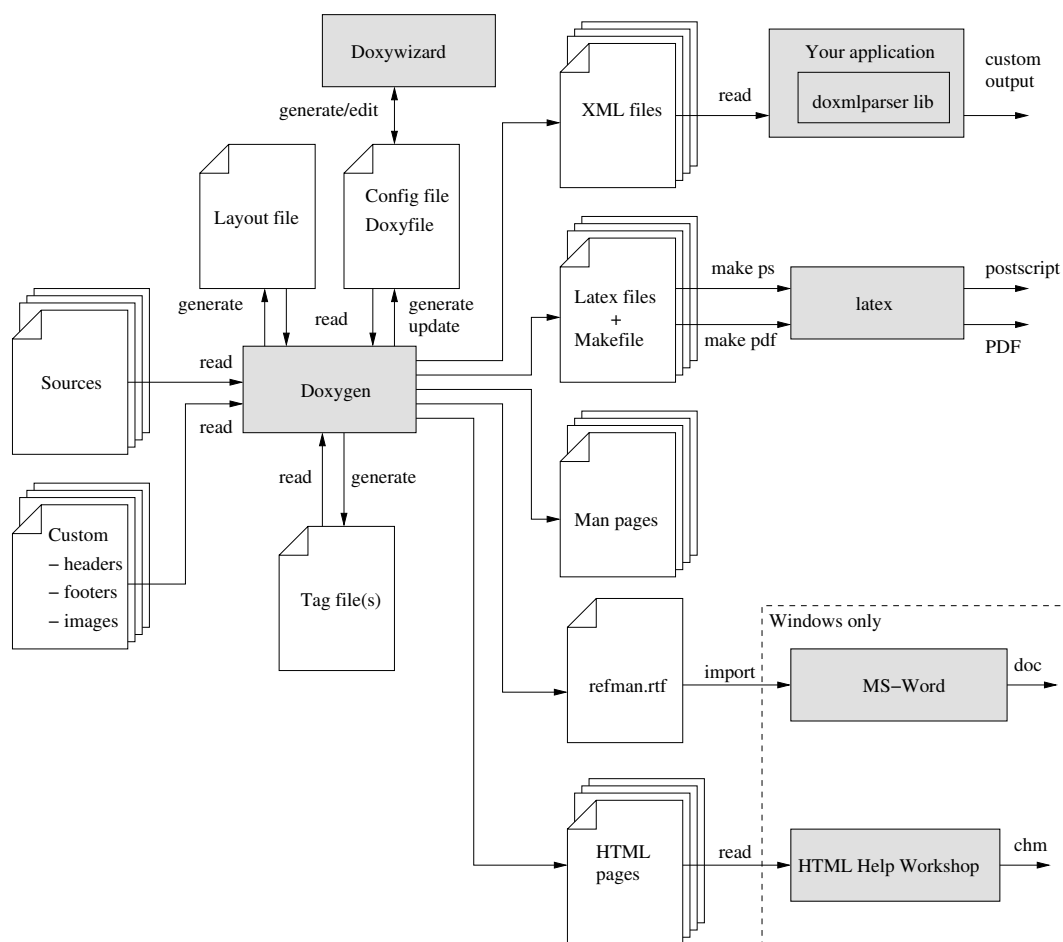 Doxywizard
generate/edit
Layout file
Config file
Doxyfile
generate
read
generate
update
Sources
read
Doxygen
read
Custom
– headers
– footers
– images
read
generate
Tag file(s)
XML files
read
Your application
doxmlparser lib
custom
output
Latex files
+
Makefile
make ps
make pdf
latex
postscript
PDF
Man pages
Windows only
refman.rtf
import
MS–Word
doc
HTML
pages
read
HTML Help Workshop
chm